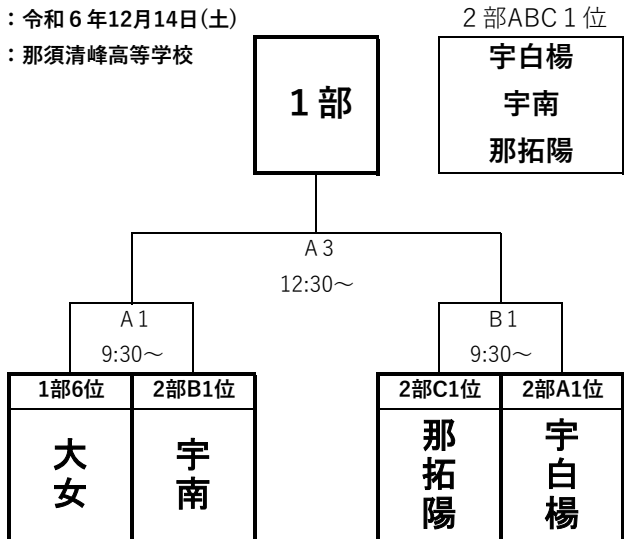 ：令和６年12月14日(土)
：那須清峰高等学校
１部
２部ABC１位
宇白楊
宇南
那拓陽
A３
12:30～
A１
9:30～
B１
9:30～
1部6位
2部B1位
2部C1位
2部A1位
大女
宇南
那拓陽
宇白楊